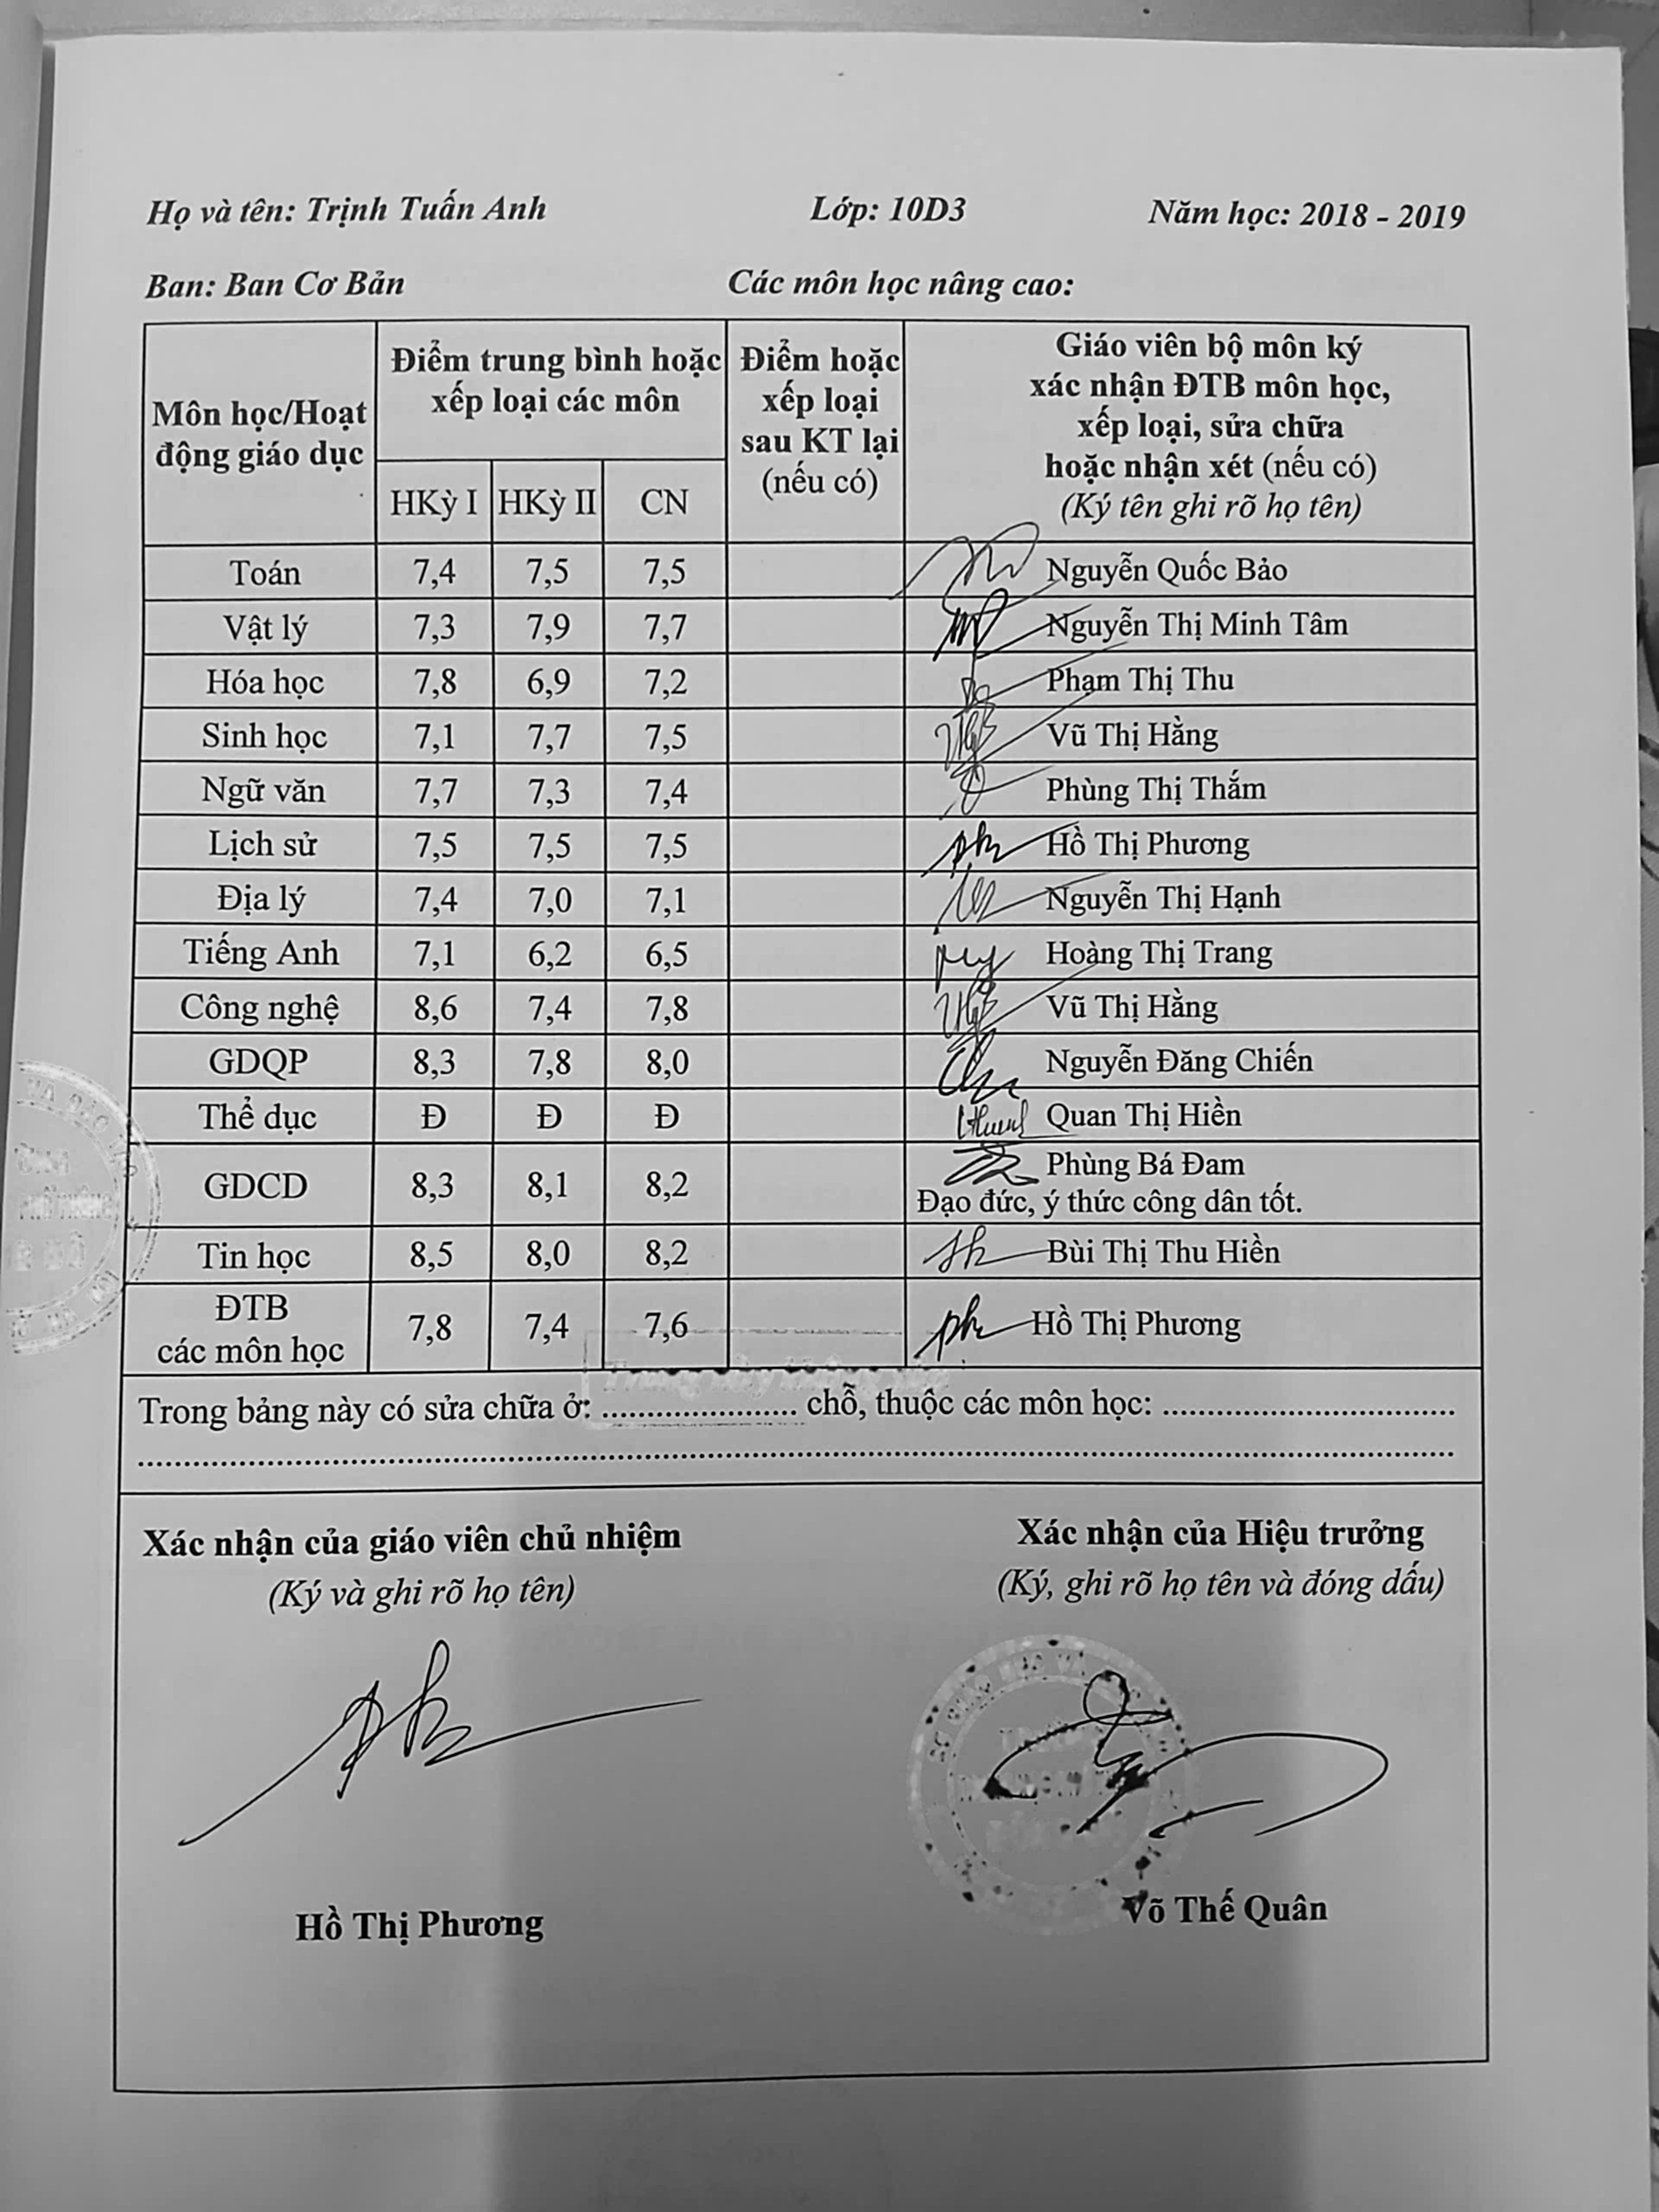 Họ và tên: Trịnh Tuấn Anh Lớp: 10D3 Năm học: 2018 - 2019
Ban: Ban Cơ Bản Các môn học nâng cao:
Môn học/Hoạt động giáo dục
Điểm trung bình hoặc xếp loại các môn
Điểm hoặc xếp loại sau KT lại (nếu có)
Giáo viên bộ môn ký
xác nhận ĐTB môn học,
xếp loại, sửa chữa
hoặc nhận xét (nếu có)
(Ký tên ghi rõ họ tên)
HKỳ I HKỳ II CN
Toán 7,4 7,5 7,5 Nguyễn Quốc Bảo
Vật lý 7,3 7,9 7,7 Nguyễn Thị Minh Tâm
Hóa học 7,8 6,9 7,2 Phạm Thị Thu
Sinh học 7,1 7,7 7,5 Vũ Thị Hằng
Ngữ văn 7,7 7,3 7,4 Phùng Thị Thắm
Lịch sử 7,5 7,5 7,5 Hồ Thị Phương
Địa lý 7,4 7,0 7,1 Nguyễn Thị Hạnh
Tiếng Anh 7,1 6,2 6,5 Hoàng Thị Trang
Công nghệ 8,6 7,4 7,8 Vũ Thị Hằng
GDQP 8,3 7,8 8,0 Nguyễn Đăng Chiến
Thể dục Đ Đ Đ Quan Thị Hiền
GDCD 8,3 8,1 8,2 Phùng Bá Đam
Đạo đức, ý thức công dân tốt.
Tin học 8,5 8,0 8,2 Bùi Thị Thu Hiền
ĐTB các môn học 7,8 7,4 7,6 Hồ Thị Phương
Trong bảng này có sửa chữa ở: ..................... chỗ, thuộc các môn học: ................................
Xác nhận của giáo viên chủ nhiệm Xác nhận của Hiệu trưởng
(Ký và ghi rõ họ tên) (Ký, ghi rõ họ tên và đóng dấu)
Hồ Thị Phương Võ Thế Quân